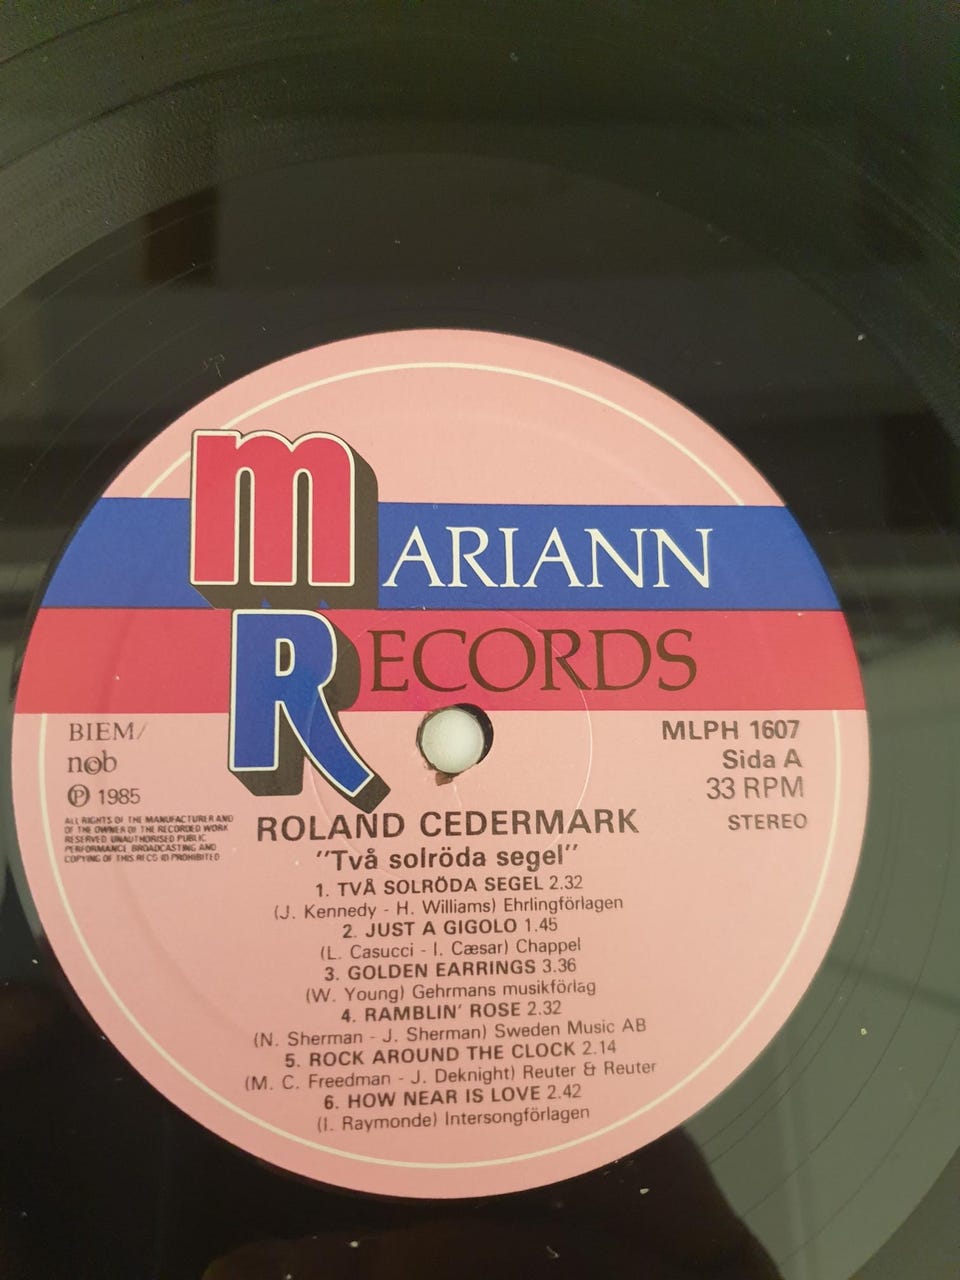 MARIANN
RECORDS
BIEM/
n©b
℗ 1985
ALL RIGHTS OF THE MANUFACTURER AND
OF THE OWNER OF THE RECORDED WORK
RESERVED UNAUTHORISED PUBLIC
PERFORMANCE BROADCASTING AND
COPYING OF THIS RECORD PROHIBITED
MLPH 1607
Sida A
33 RPM
STEREO
ROLAND CEDERMARK
"Två solröda segel"
1. TVÅ SOLRÖDA SEGEL 2.32
(J. Kennedy - H. Williams) Ehrlingförlagen
2. JUST A GIGOLO 1.45
(L. Casucci - I. Cæsar) Chappel
3. GOLDEN EARRINGS 3.36
(W. Young) Gehrmans musikförlag
4. RAMBLIN' ROSE 2.32
(N. Sherman - J. Sherman) Sweden Music AB
5. ROCK AROUND THE CLOCK 2.14
(M. C. Freedman - J. Deknight) Reuter & Reuter
6. HOW NEAR IS LOVE 2.42
(I. Raymonde) Intersongförlagen